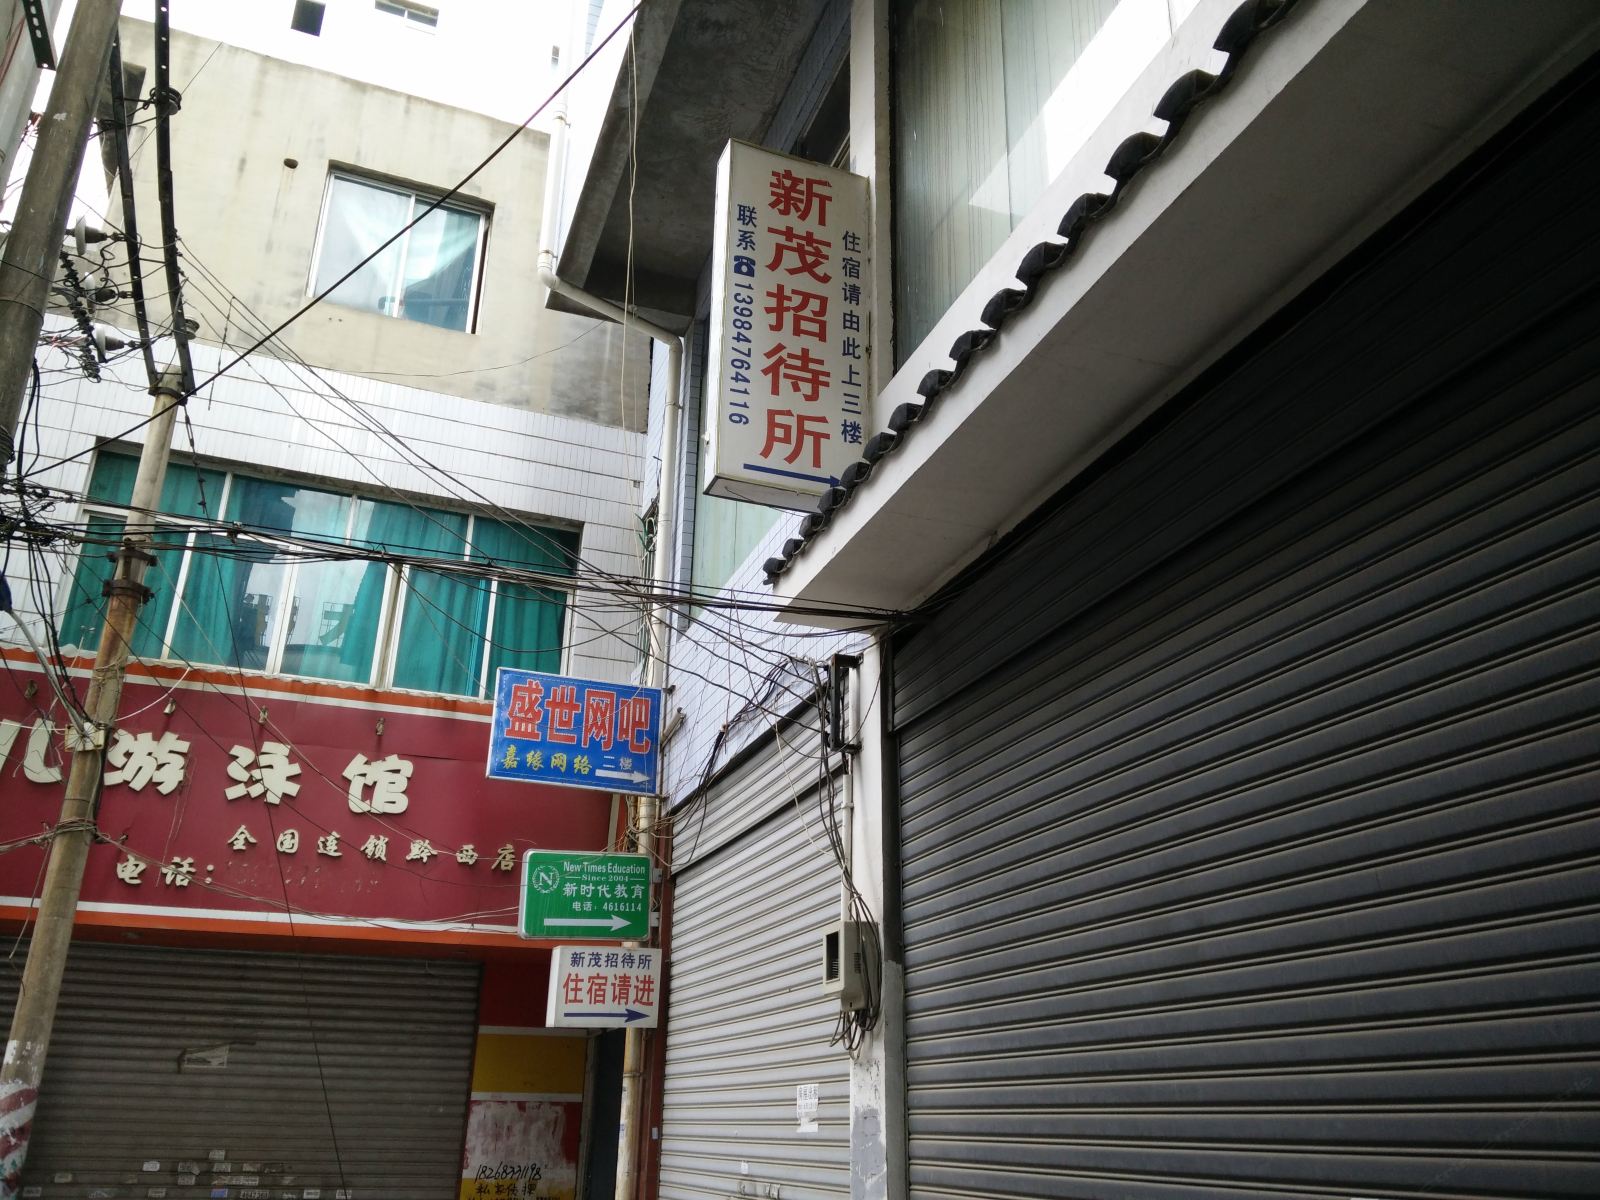 新茂招待所
住宿请由此上三楼
联系☎13984764116
盛世网吧
嘉缘网络 二楼
儿游泳馆
全国连锁黔西店
电话:
New Times Education
Since 2004
N
新时代教育
电话：4616114
新茂招待所
住宿请进
18268331198